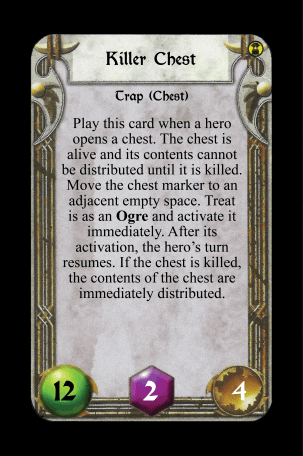 Killer Chest
Trap (Chest)
Play this card when a hero
opens a chest. The chest is
alive and its contents cannot
be distributed until it is killed.
Move the chest marker to an
adjacent empty space. Treat
is as an Ogre and activate it
immediately. After its
activation, the hero's turn
resumes. If the chest is killed,
the contents of the chest are
immediately distributed.
12 2 4